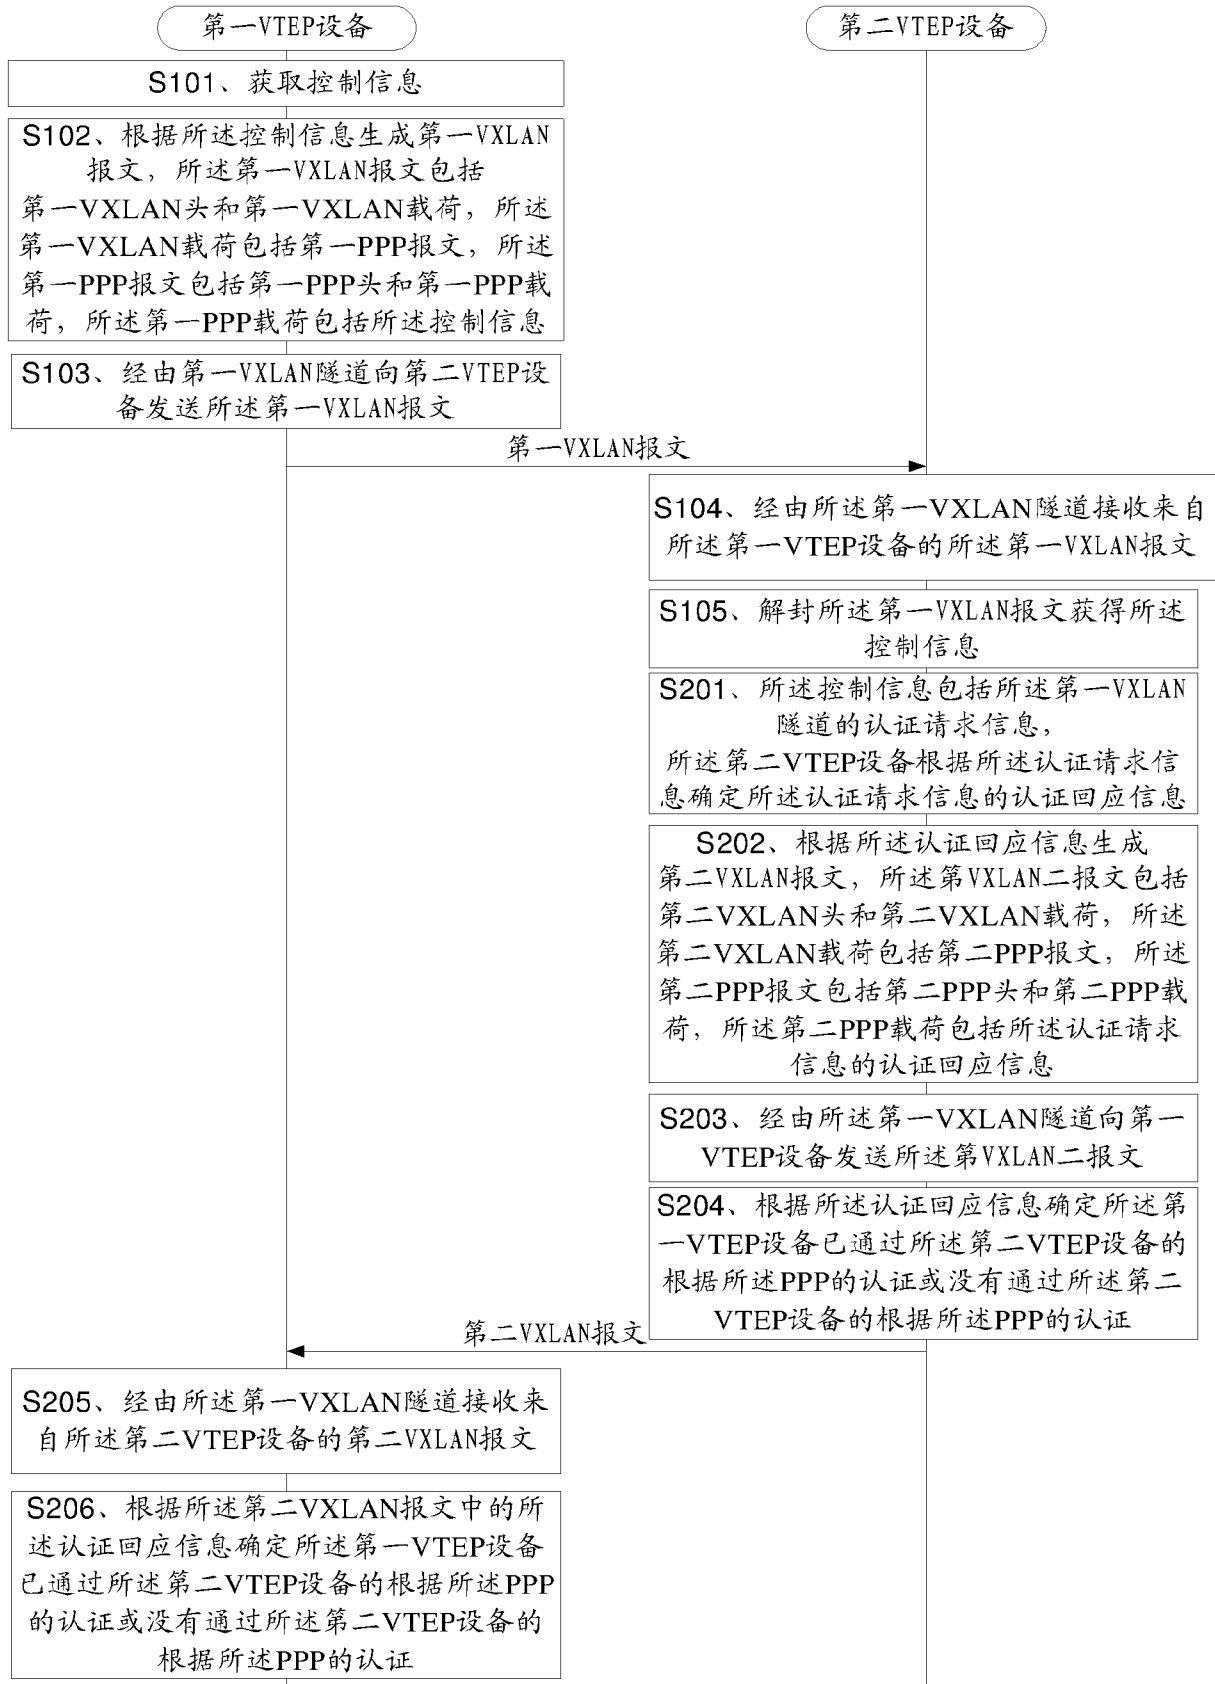 第一VTEP设备
第二VTEP设备
S101、获取控制信息
S102、根据所述控制信息生成第一VXLAN
报文，所述第一VXLAN报文包括
第一VXLAN头和第一VXLAN载荷，所述
第一VXLAN载荷包括第一PPP报文，所述
第一PPP报文包括第一PPP头和第一PPP载
荷，所述第一PPP载荷包括所述控制信息
S103、经由第一VXLAN隧道向第二VTEP设
备发送所述第一VXLAN报文
第一VXLAN报文
S104、经由所述第一VXLAN隧道接收来自
所述第一VTEP设备的所述第一VXLAN报文
S105、解封所述第一VXLAN报文获得所述
控制信息
S201、所述控制信息包括所述第一VXLAN
隧道的认证请求信息，
所述第二VTEP设备根据所述认证请求信
息确定所述认证请求信息的认证回应信息
S202、根据所述认证回应信息生成
第二VXLAN报文，所述第VXLAN二报文包括
第二VXLAN头和第二VXLAN载荷，所述
第二VXLAN载荷包括第二PPP报文，所述
第二PPP报文包括第二PPP头和第二PPP载
荷，所述第二PPP载荷包括所述认证请求
信息的认证回应信息
S203、经由所述第一VXLAN隧道向第一
VTEP设备发送所述第VXLAN二报文
S204、根据所述认证回应信息确定所述第
一VTEP设备已通过所述第二VTEP设备的
根据所述PPP的认证或没有通过所述第二
VTEP设备的根据所述PPP的认证
第二VXLAN报文
S205、经由所述第一VXLAN隧道接收来
自所述第二VTEP设备的第二VXLAN报文
S206、根据所述第二VXLAN报文中的所
述认证回应信息确定所述第一VTEP设备
已通过所述第二VTEP设备的根据所述PPP
的认证或没有通过所述第二VTEP设备的
根据所述PPP的认证